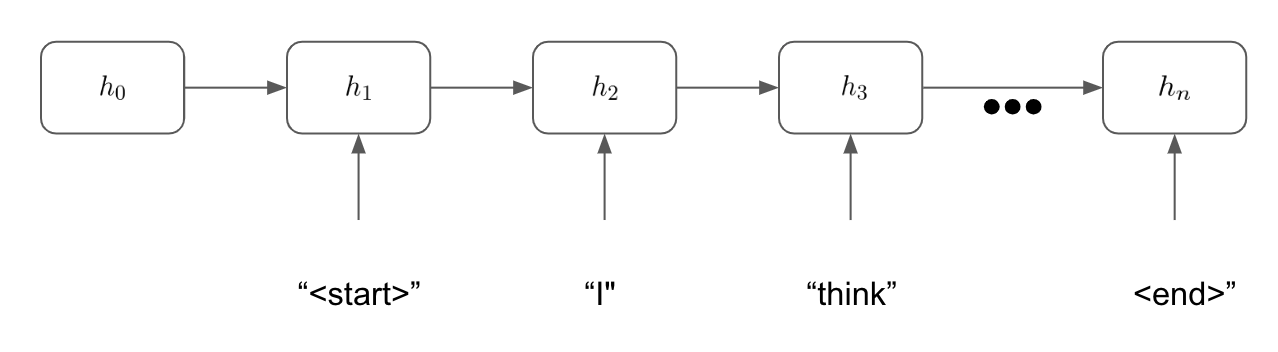 h₀ h₁ h₂ h₃ hₙ
“<start>” “I" “think” <end>”